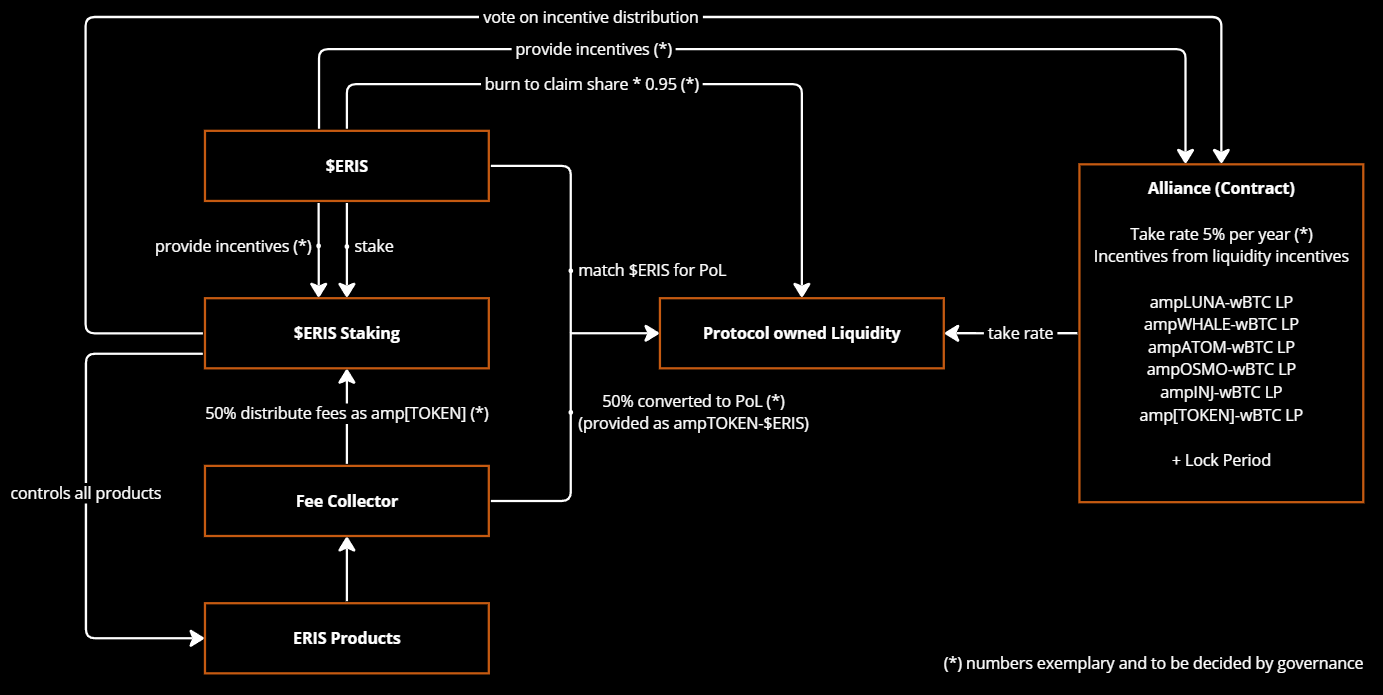 vote on incentive distribution
provide incentives (*)
burn to claim share * 0.95 (*)
$ERIS
provide incentives (*)
stake
match $ERIS for PoL
$ERIS Staking
Protocol owned Liquidity
take rate
50% distribute fees as amp[TOKEN] (*)
50% converted to PoL (*)
(provided as ampTOKEN-$ERIS)
controls all products
Fee Collector
ERIS Products
Alliance (Contract)
Take rate 5% per year (*)
Incentives from liquidity incentives
ampLUNA-wBTC LP
ampWHALE-wBTC LP
ampATOM-wBTC LP
ampOSMO-wBTC LP
ampINJ-wBTC LP
amp[TOKEN]-wBTC LP
+ Lock Period
(*) numbers exemplary and to be decided by governance